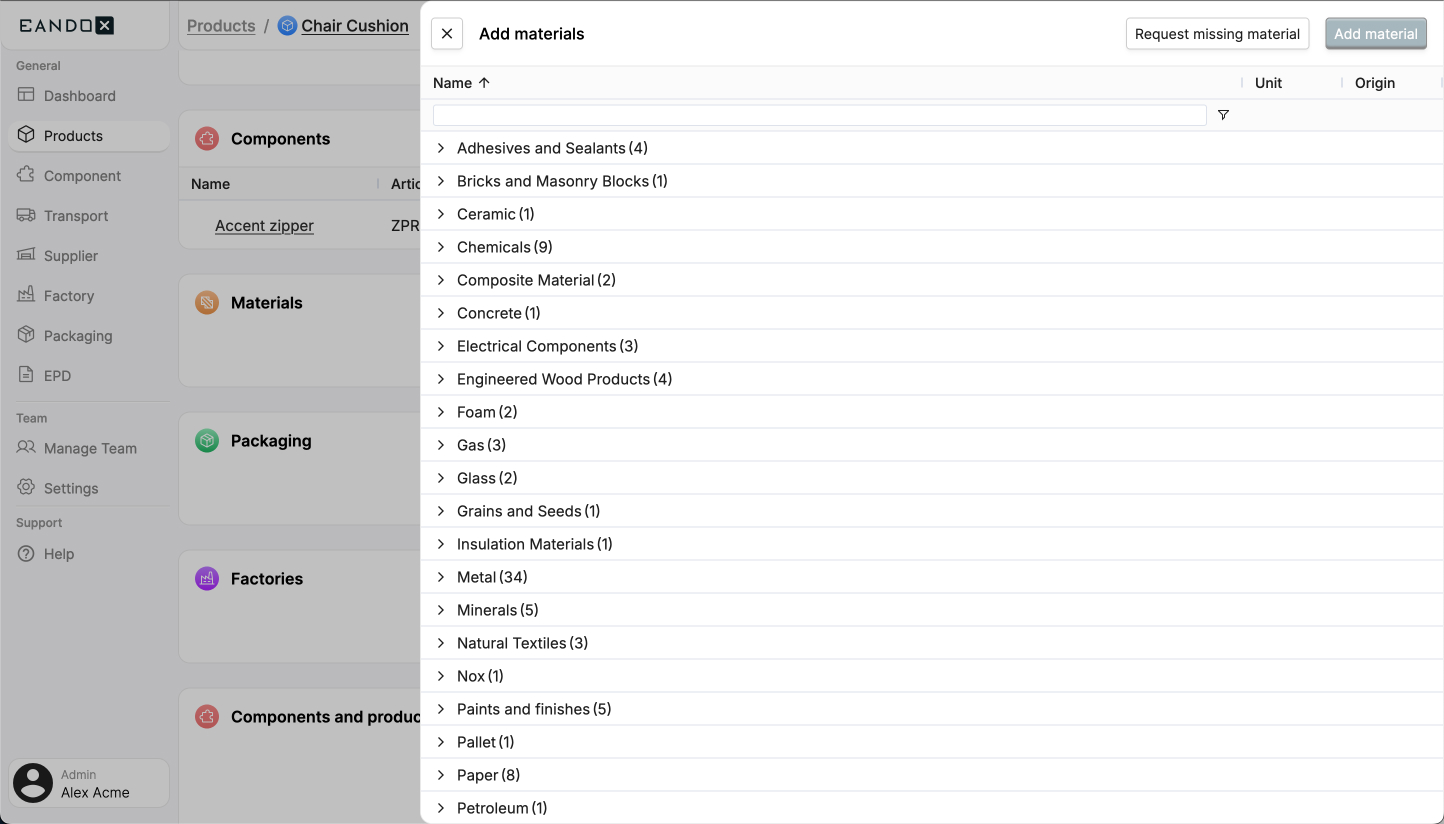 EANDOX
General
Dashboard
Products
Component
Transport
Supplier
Factory
Packaging
EPD
Team
Manage Team
Settings
Support
Help
Admin
Alex Acme
Products / Chair Cushion
Components
Name
Artic
Accent zipper
ZPR
Materials
Packaging
Factories
Components and produc
Add materials
Request missing material
Add material
Name
Unit
Origin
Adhesives and Sealants (4)
Bricks and Masonry Blocks (1)
Ceramic (1)
Chemicals (9)
Composite Material (2)
Concrete (1)
Electrical Components (3)
Engineered Wood Products (4)
Foam (2)
Gas (3)
Glass (2)
Grains and Seeds (1)
Insulation Materials (1)
Metal (34)
Minerals (5)
Natural Textiles (3)
Nox (1)
Paints and finishes (5)
Pallet (1)
Paper (8)
Petroleum (1)